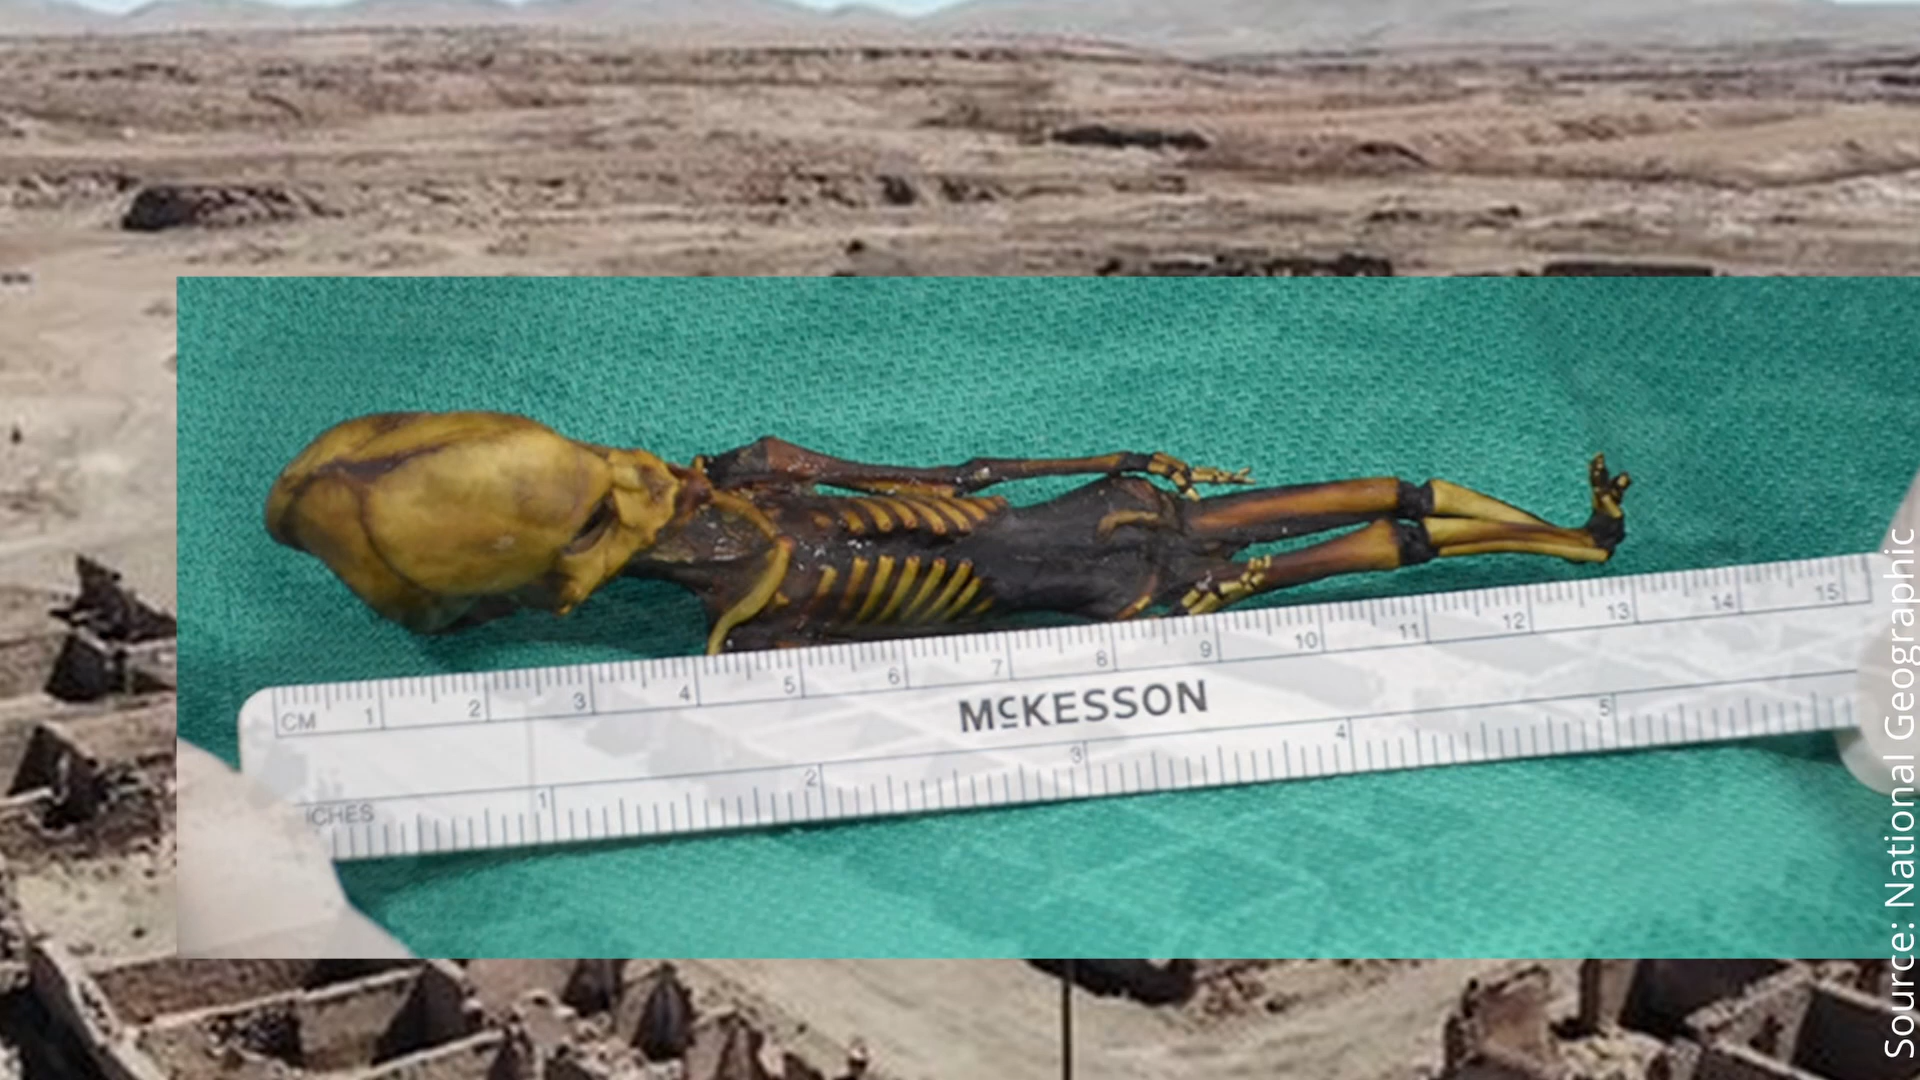 CM 1 2 3 4 5 6 7 8 9 10 11 12 13 14 15
McKESSON
ICHES 1 2 3 4 5
Source: National Geographic